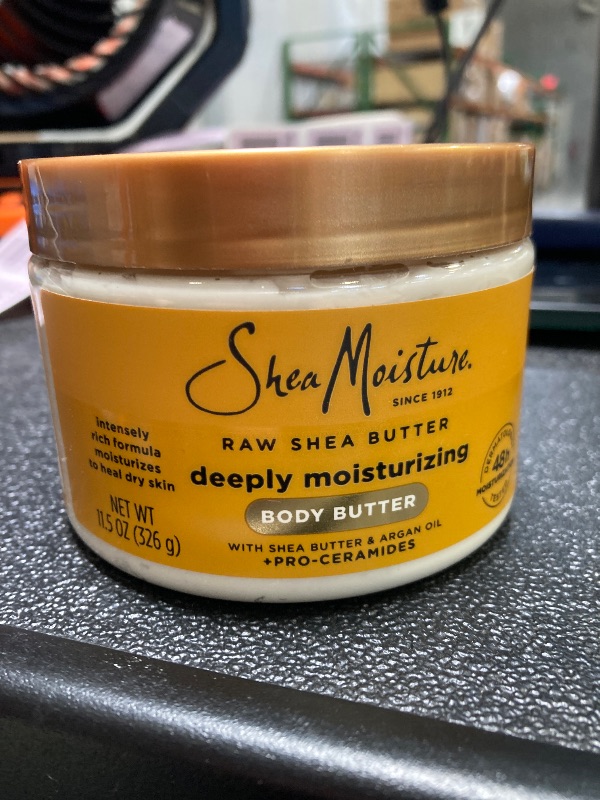 Shea Moisture.
SINCE 1912
RAW SHEA BUTTER
deeply moisturizing
BODY BUTTER
WITH SHEA BUTTER & ARGAN OIL
+PRO-CERAMIDES
Intensely
rich formula
moisturizes
to heal dry skin
NET WT
11.5 OZ (326 g)
48h